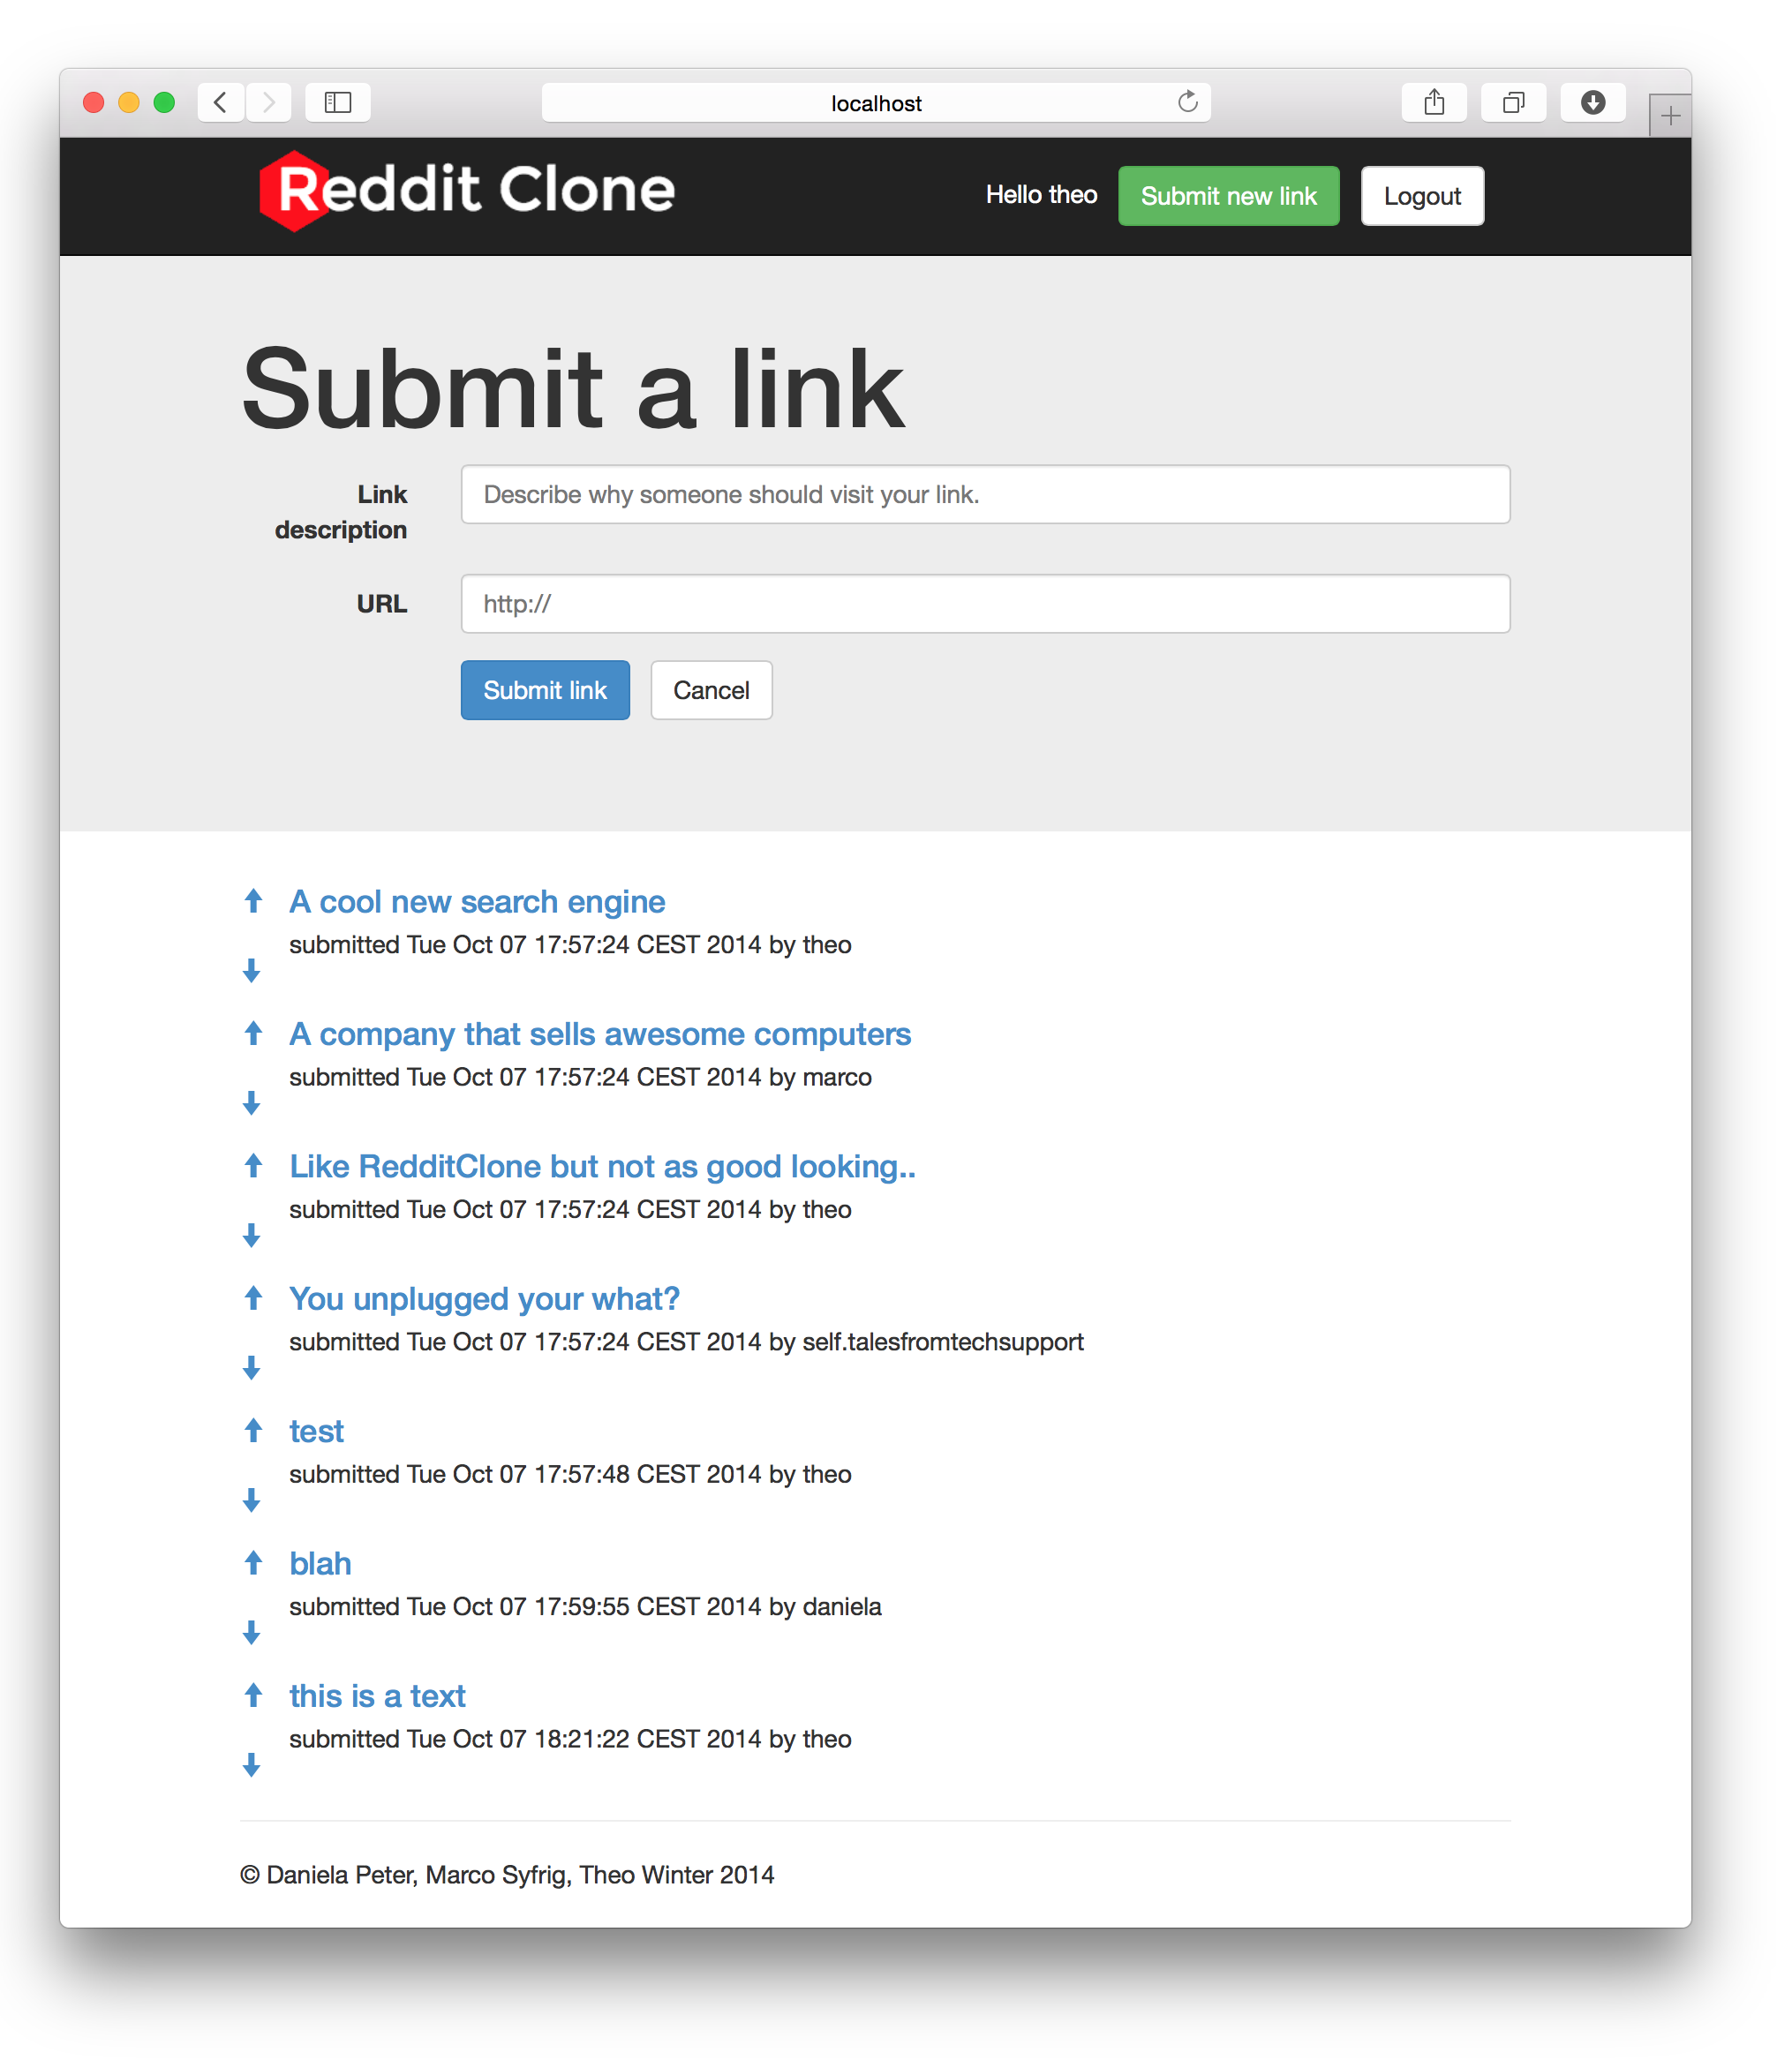 localhost
Reddit Clone
Hello theo
Submit new link
Logout
Submit a link
Link
description
Describe why someone should visit your link.
URL
http://
Submit link
Cancel
A cool new search engine
submitted Tue Oct 07 17:57:24 CEST 2014 by theo
A company that sells awesome computers
submitted Tue Oct 07 17:57:24 CEST 2014 by marco
Like RedditClone but not as good looking..
submitted Tue Oct 07 17:57:24 CEST 2014 by theo
You unplugged your what?
submitted Tue Oct 07 17:57:24 CEST 2014 by self.talesfromtechsupport
test
submitted Tue Oct 07 17:57:48 CEST 2014 by theo
blah
submitted Tue Oct 07 17:59:55 CEST 2014 by daniela
this is a text
submitted Tue Oct 07 18:21:22 CEST 2014 by theo
© Daniela Peter, Marco Syfrig, Theo Winter 2014